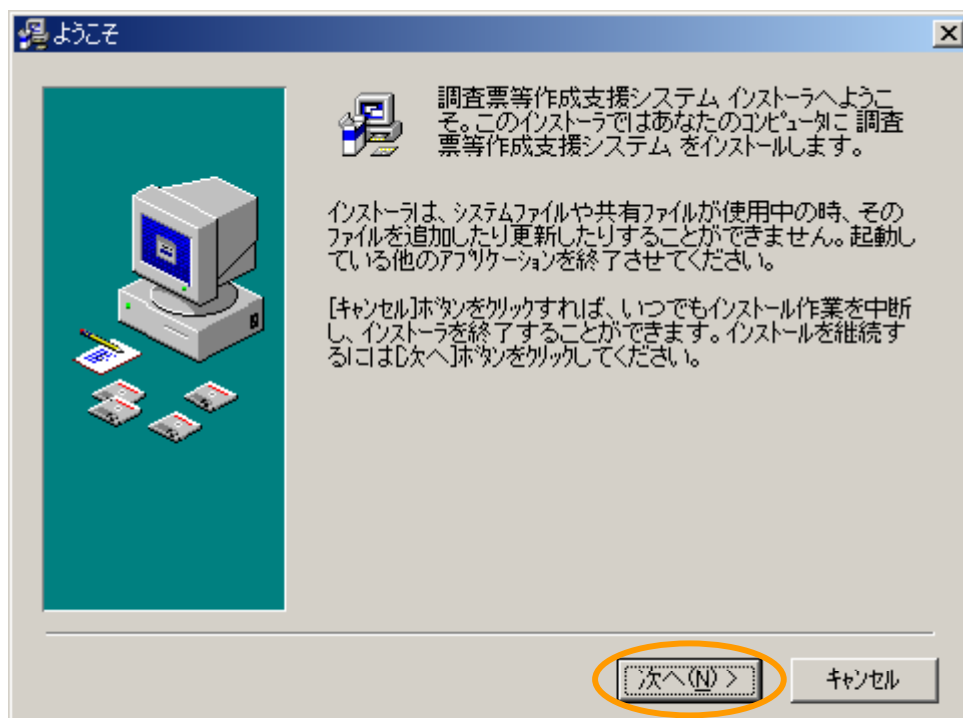 ようこそ
調査票等作成支援システム インストーラへようこ
そ。このインストーラではあなたのコンピュータに 調査
票等作成支援システム をインストールします。
インストーラは、システムファイルや共有ファイルが使用中の時、その
ファイルを追加したり更新したりすることができません。起動し
ている他のアプリケーションを終了させてください。
[キャンセル]ボタンをクリックすれば、いつでもインストール作業を中断
し、インストーラを終了することができます。インストールを継続す
るには[次へ]ボタンをクリックしてください。
次へ(N) >
キャンセル